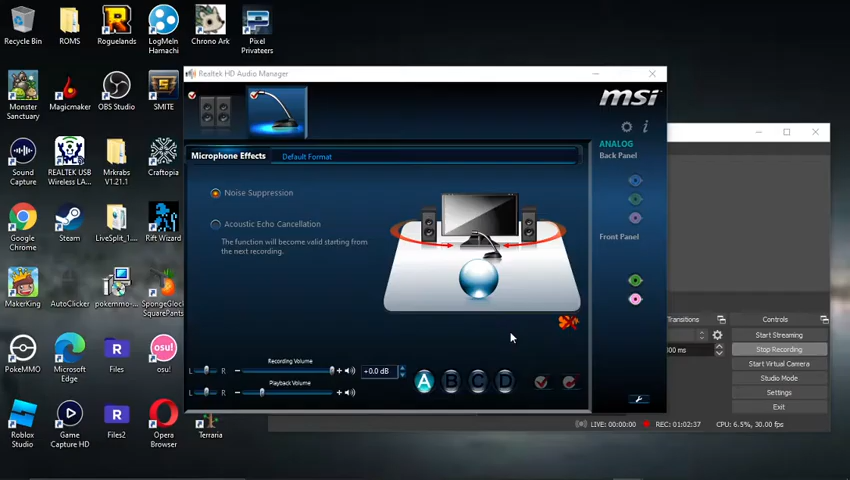 Recycle Bin
ROMS
Roguelands
LogMeIn
Hamachi
Chrono Ark
Pixel
Privateers
Monster
Sanctuary
Magicmaker
OBS Studio
SMITE
Sound
Capture
REALTEK USB
Wireless LA...
Mrkrabs
V1.21.1
Craftopia
Google
Chrome
Steam
LiveSplit_1....
Rift Wizard
MakerKing
AutoClicker
pokemmo-...
SpongeGloc
SquarePants
PokeMMO
Microsoft
Edge
Files
osu!
Roblox
Studio
Game
Capture HD
Files2
Opera
Browser
Terraria
Realtek HD Audio Manager
msi
Microphone Effects
Default Format
Noise Suppression
Acoustic Echo Cancellation
The function will become valid starting from
the next recording.
ANALOG
Back Panel
Front Panel
Recording Volume
L R - + +0.0 dB
Playback Volume
L R - +
A B C D
Transitions
300 ms
Controls
Start Streaming
Stop Recording
Start Virtual Camera
Studio Mode
Settings
Exit
LIVE: 00:00:00
REC: 01:02:37
CPU: 6.5%, 30.00 fps